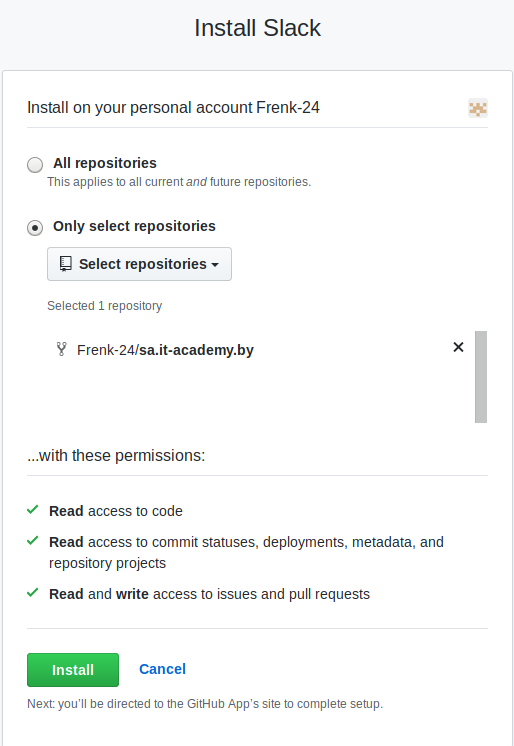 Install Slack
Install on your personal account Frenk-24
All repositories
This applies to all current and future repositories.
Only select repositories
Select repositories
Selected 1 repository
Frenk-24/sa.it-academy.by
...with these permissions:
Read access to code
Read access to commit statuses, deployments, metadata, and
repository projects
Read and write access to issues and pull requests
Install
Cancel
Next: you'll be directed to the GitHub App's site to complete setup.